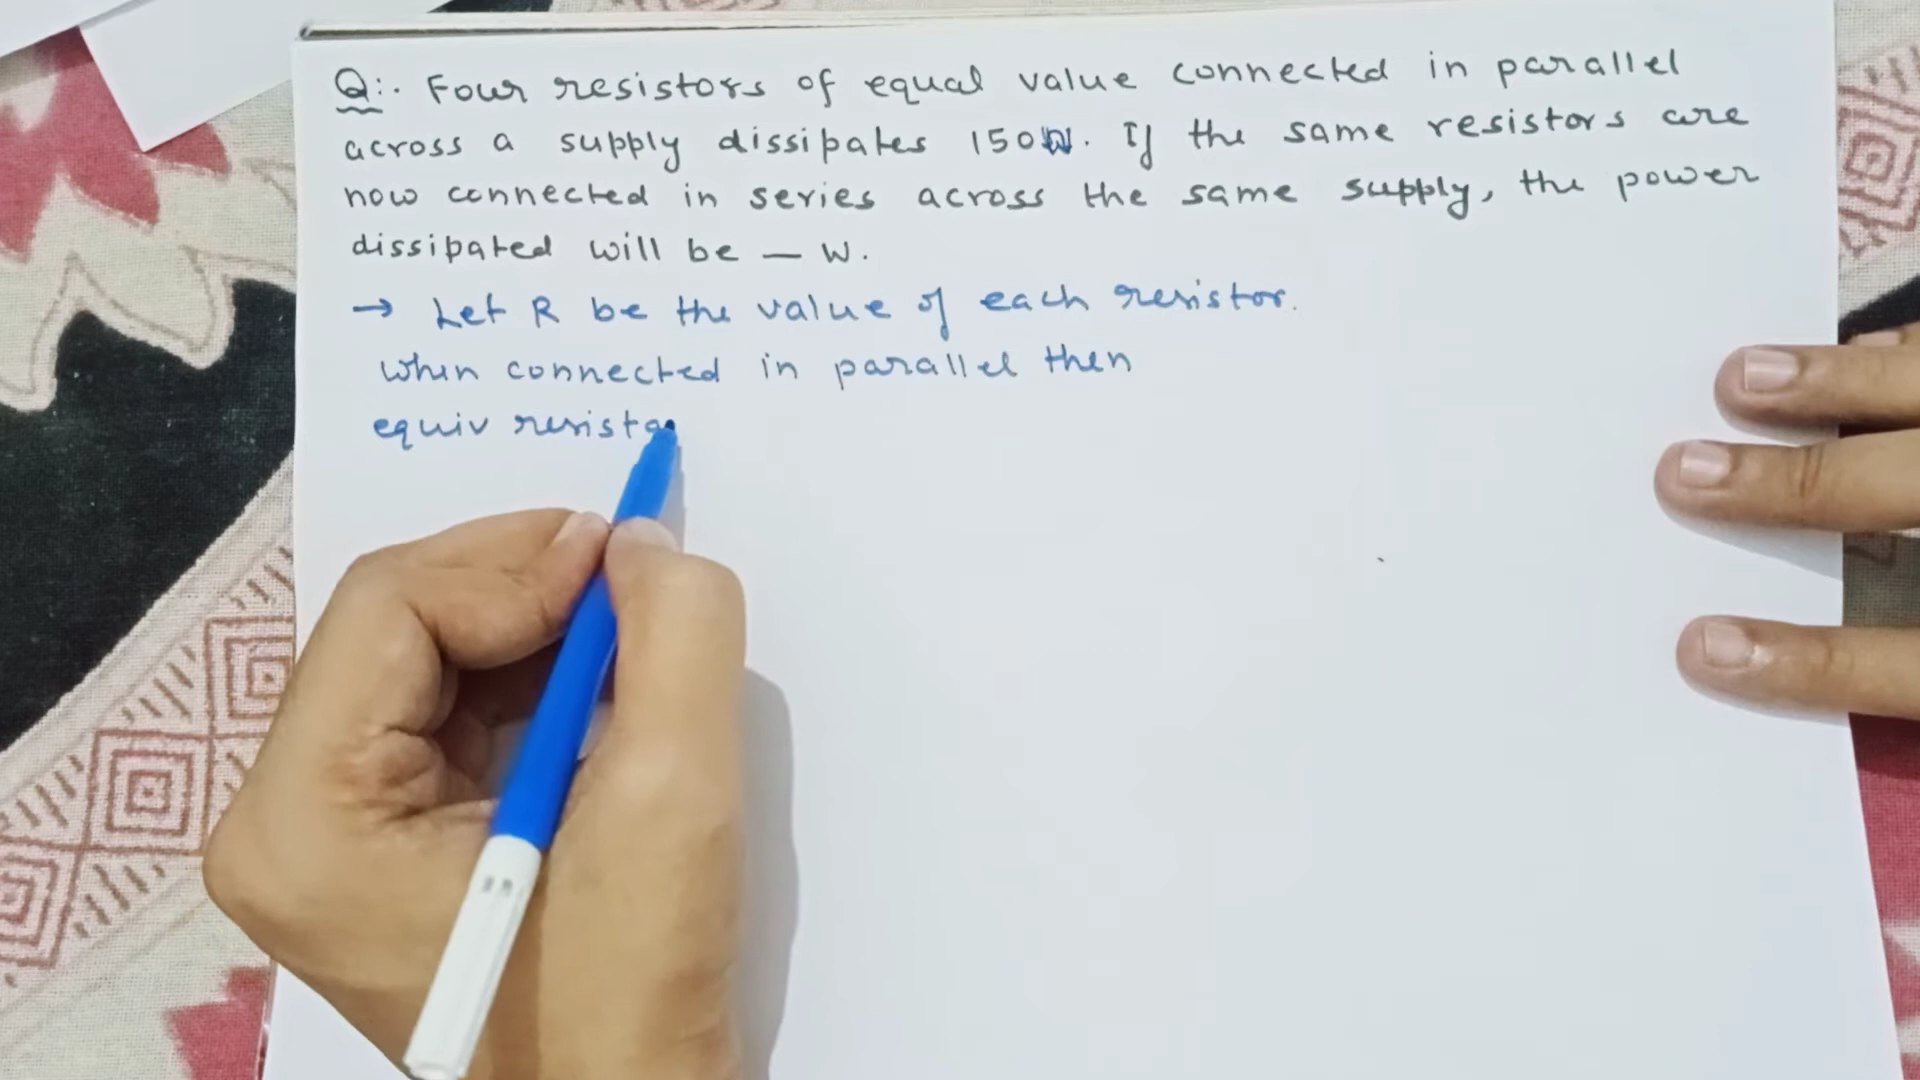 Q:. Four resistors of equal value connected in parallel
across a supply dissipates 150W. If the same resistors are
now connected in series across the same supply, the power
dissipated will be — W.
→ Let R be the value of each resistor.
when connected in parallel then
equiv resista